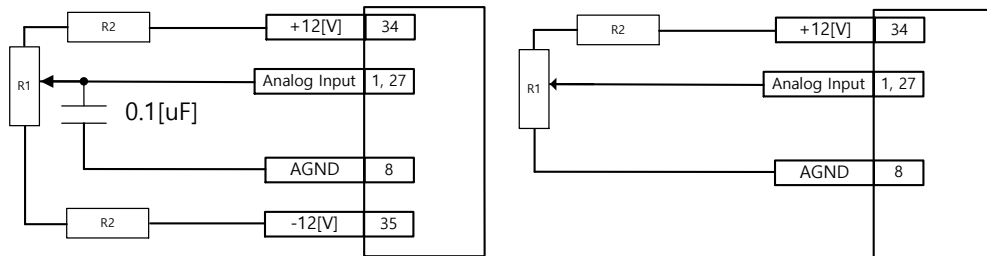 R2
+12[V] 34
R1
Analog Input 1, 27
0.1[uF]
AGND 8
R2
-12[V] 35
R2
+12[V] 34
R1
Analog Input 1, 27
AGND 8